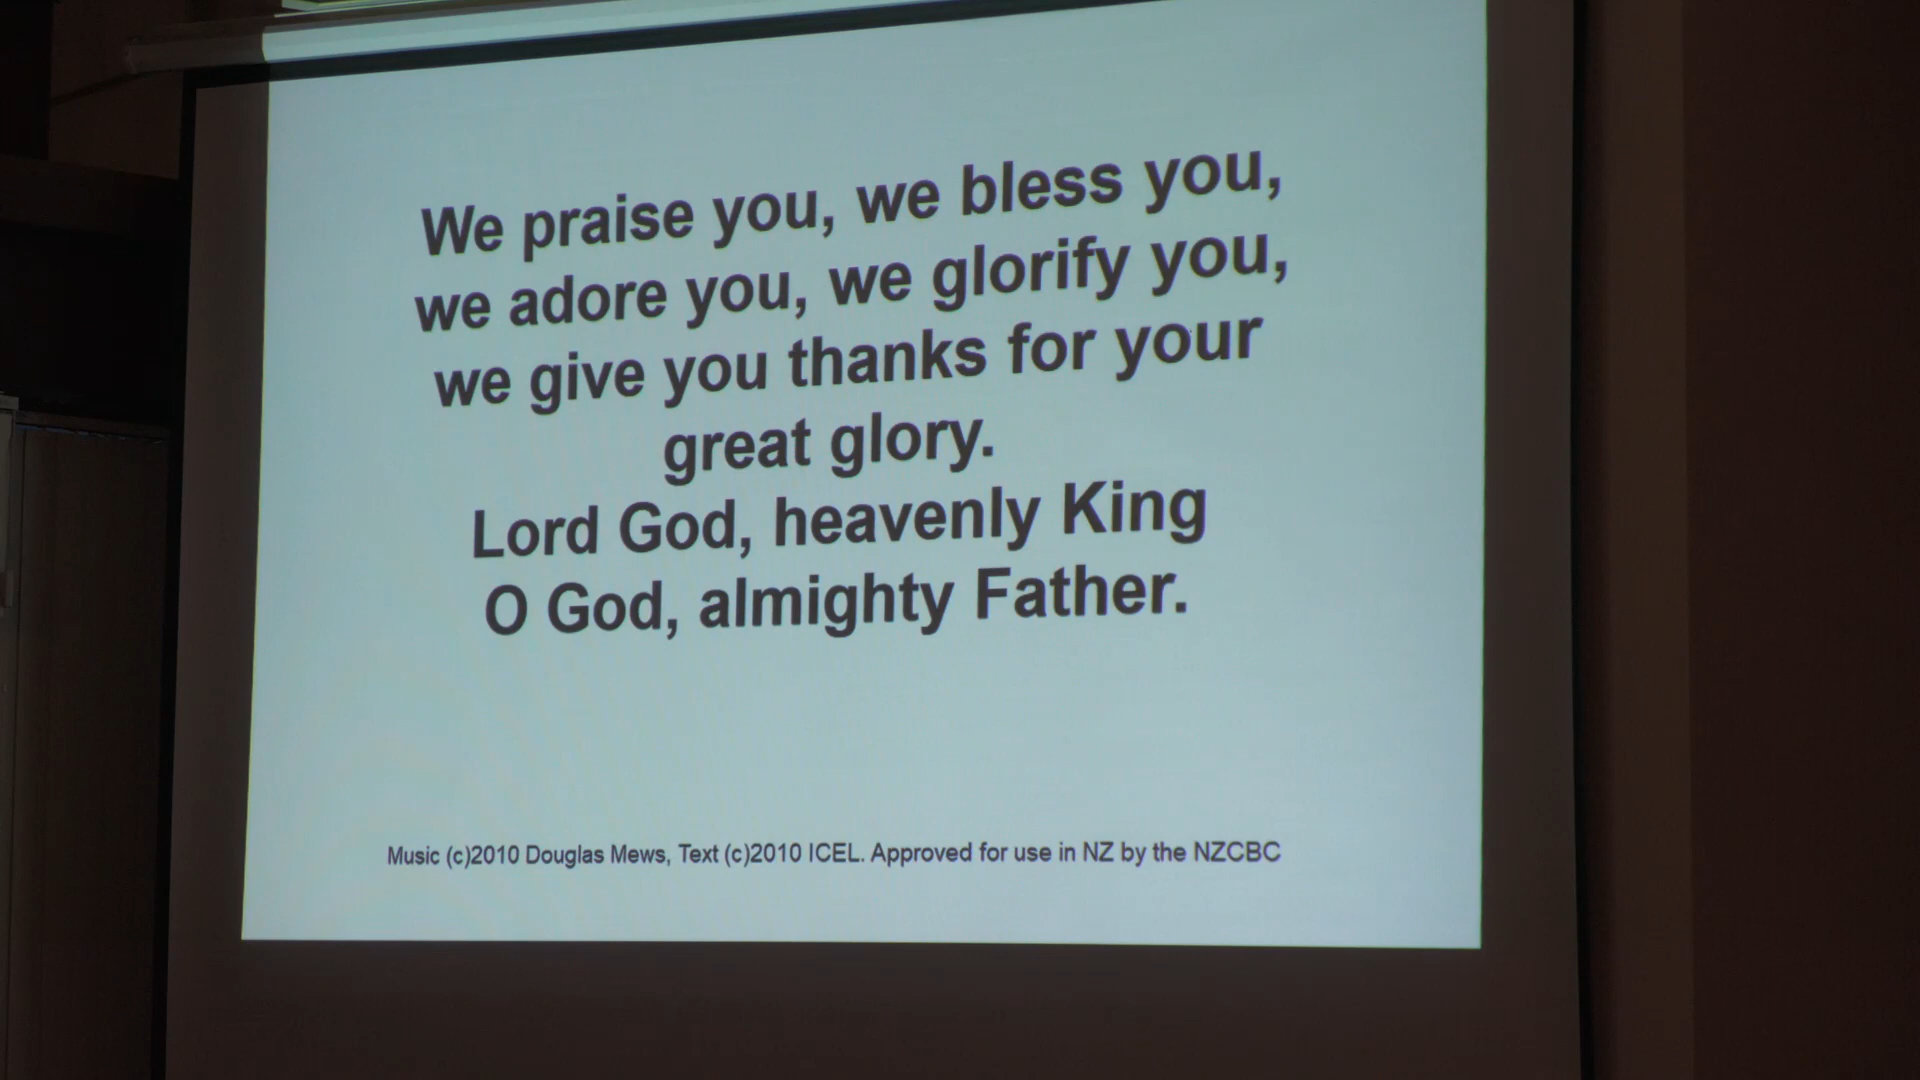 We praise you, we bless you,
we adore you, we glorify you,
we give you thanks for your
great glory.
Lord God, heavenly King
O God, almighty Father.
Music (c)2010 Douglas Mews, Text (c)2010 ICEL. Approved for use in NZ by the NZCBC